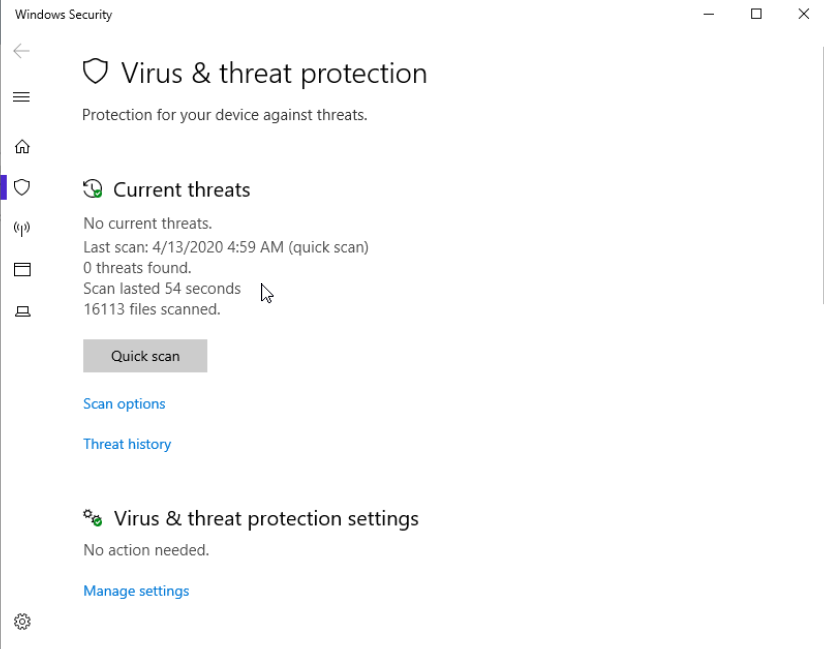 Windows Security
Virus & threat protection
Protection for your device against threats.
Current threats
No current threats.
Last scan: 4/13/2020 4:59 AM (quick scan)
0 threats found.
Scan lasted 54 seconds
16113 files scanned.
Quick scan
Scan options
Threat history
Virus & threat protection settings
No action needed.
Manage settings